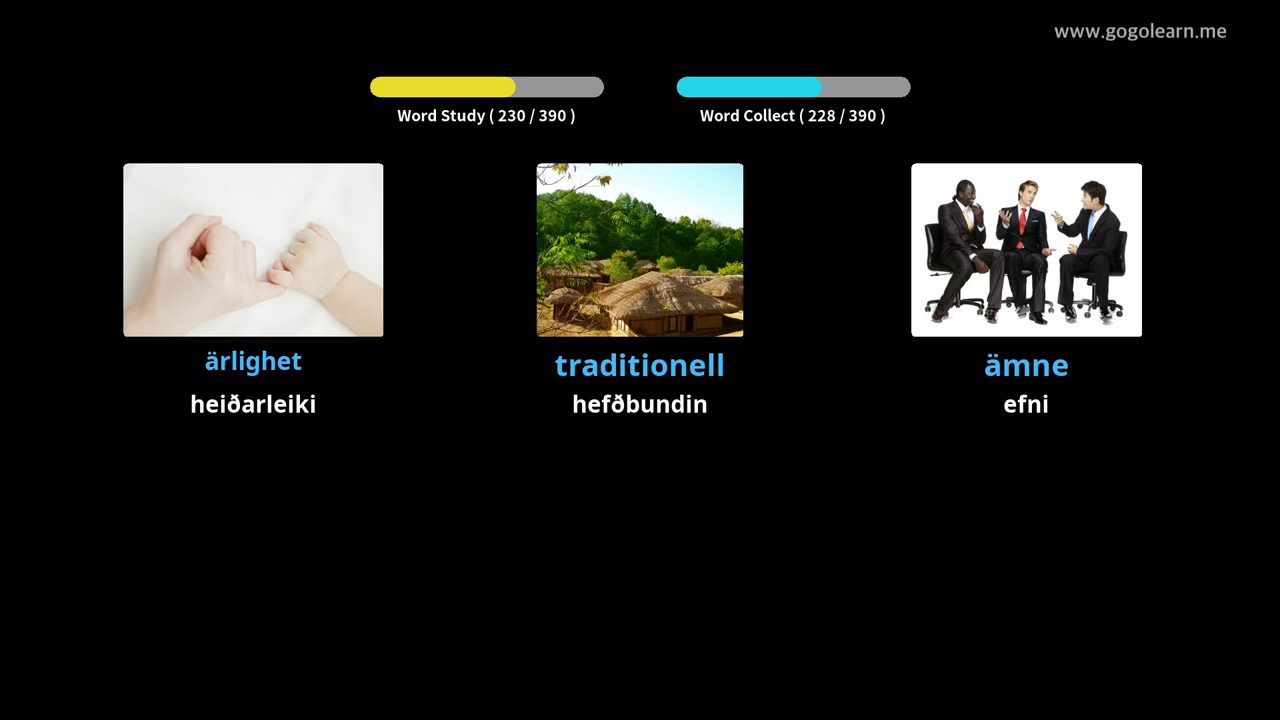 www.gogolearn.me
Word Study ( 230 / 390 )
Word Collect ( 228 / 390 )
ärlighet
heiðarleiki
traditionell
hefðbundin
ämne
efni